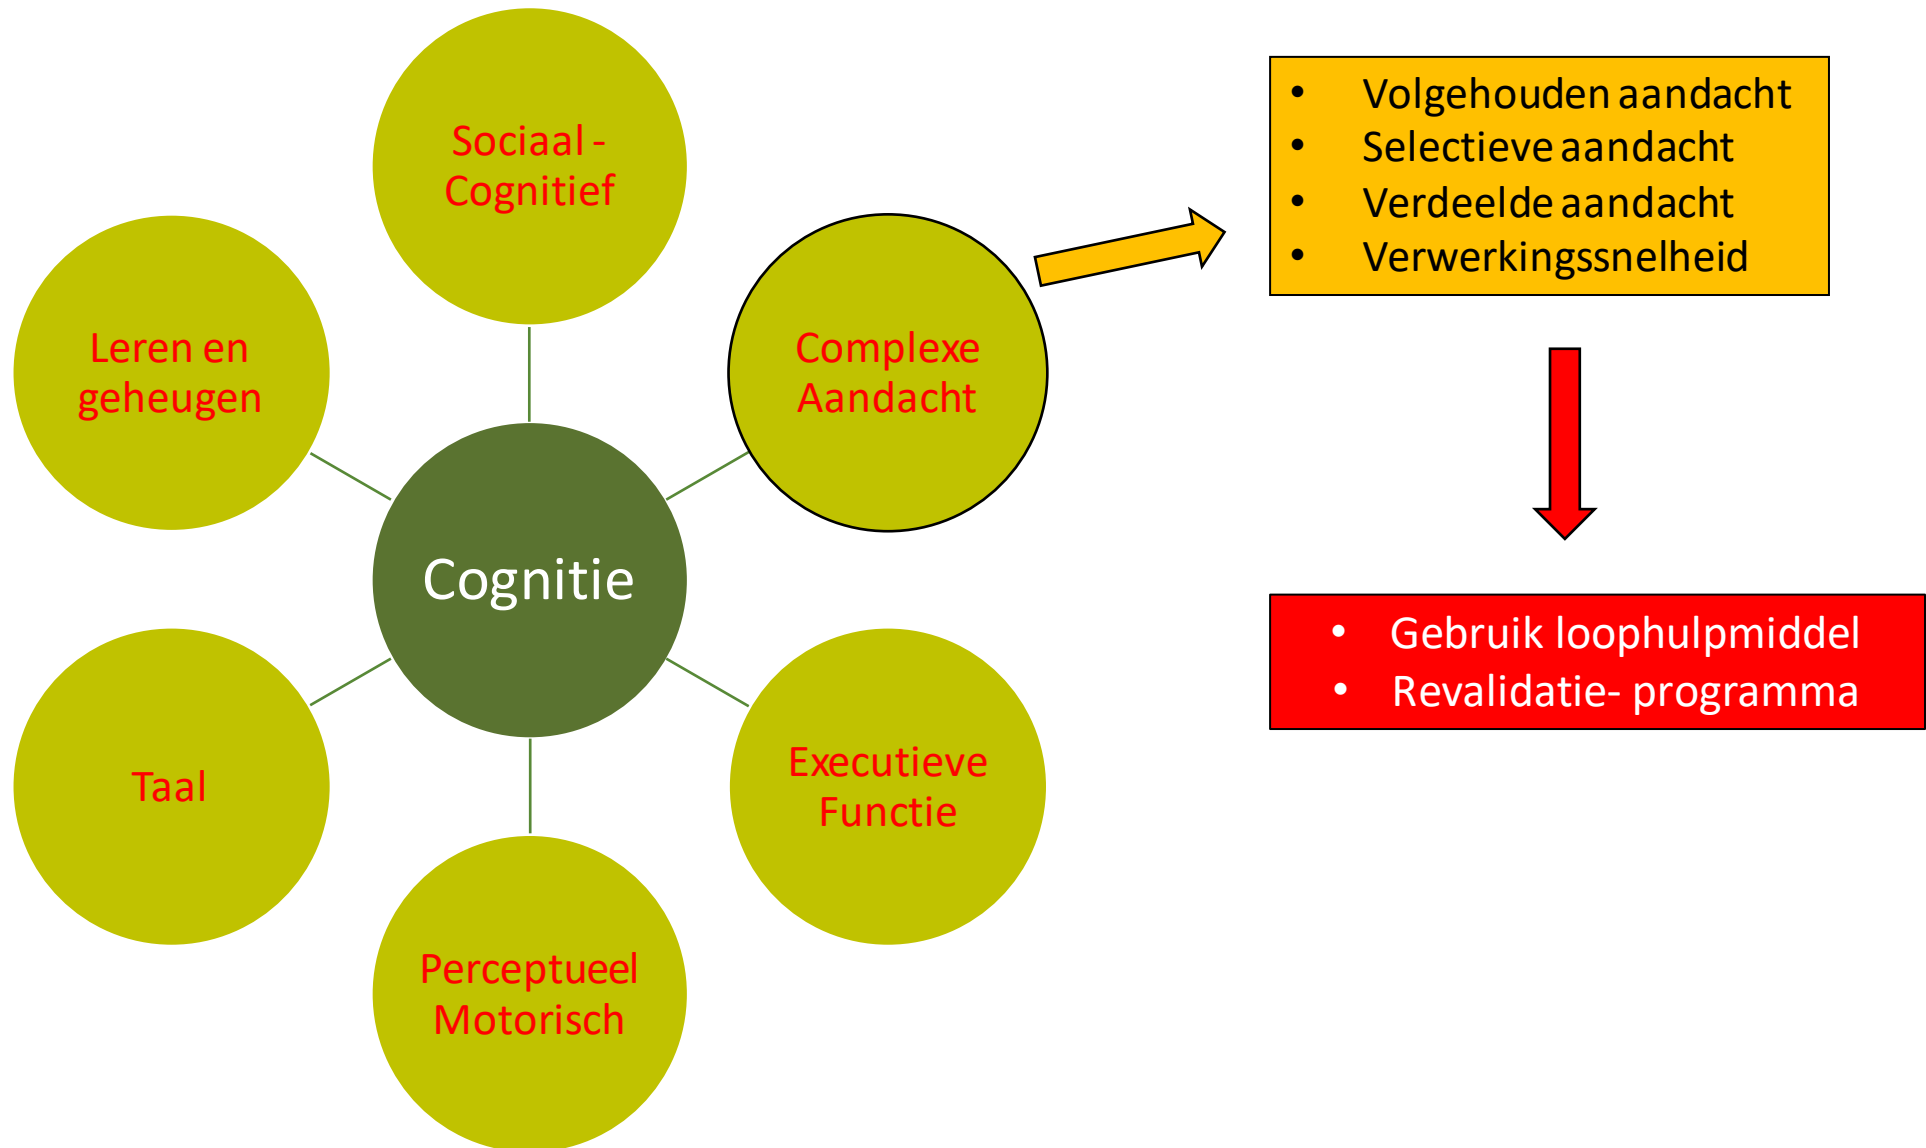 Sociaal -
Cognitief
Complexe
Aandacht
Executieve
Functie
Perceptueel
Motorisch
Taal
Leren en
geheugen
Cognitie
• Volgehouden aandacht
• Selectieve aandacht
• Verdeelde aandacht
• Verwerkingssnelheid
• Gebruik loophulpmiddel
• Revalidatie- programma